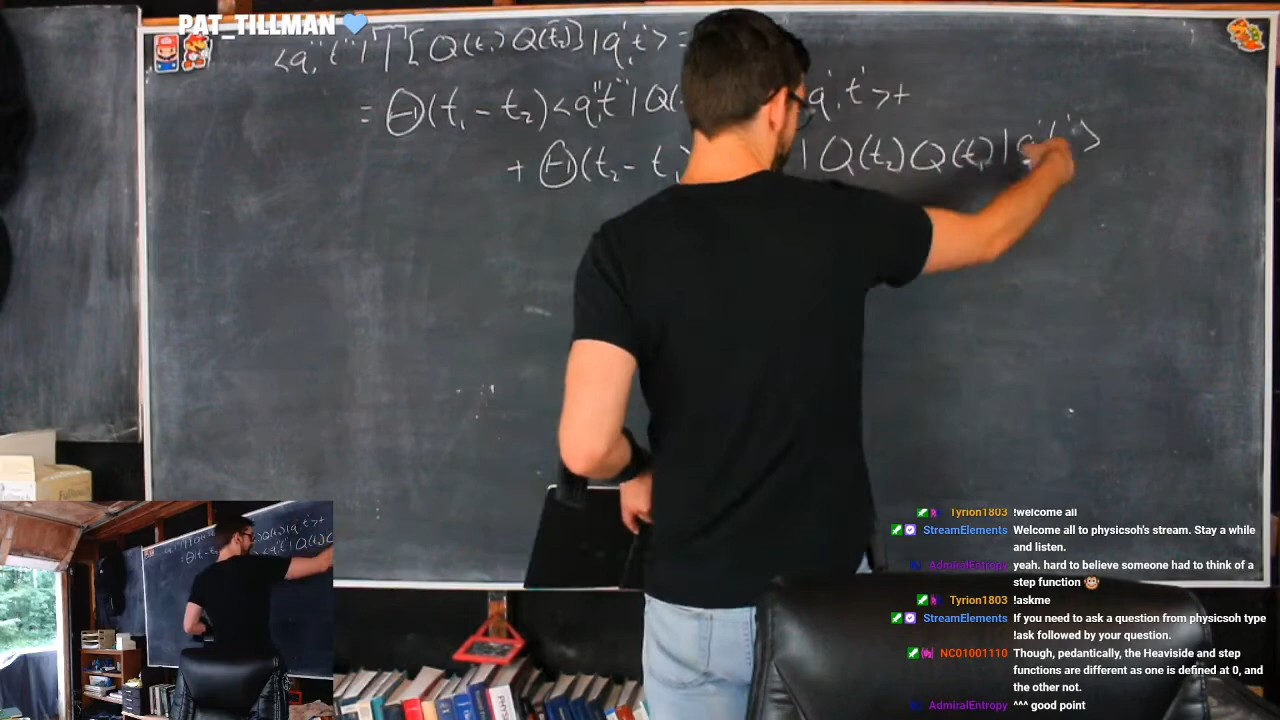 PAT_TILLMAN
<q'' t''|T[Q(t₁) Q(t₂)]|q' t'> =
= Θ(t₁ - t₂)<q'' t''|Q( q' t'> +
+ Θ(t₂ - t₁ |Q(t₂) Q(t₁)|q' t'>
Tyrion1803 !welcome all
StreamElements Welcome all to physicsoh's stream. Stay a while
and listen.
AdmiralEntropy yeah. hard to believe someone had to think of a
step function
Tyrion1803 !askme
StreamElements If you need to ask a question from physicsoh type
!ask followed by your question.
NC01001110 Though, pedantically, the Heaviside and step
functions are different as one is defined at 0, and
the other not.
AdmiralEntropy ^^^ good point